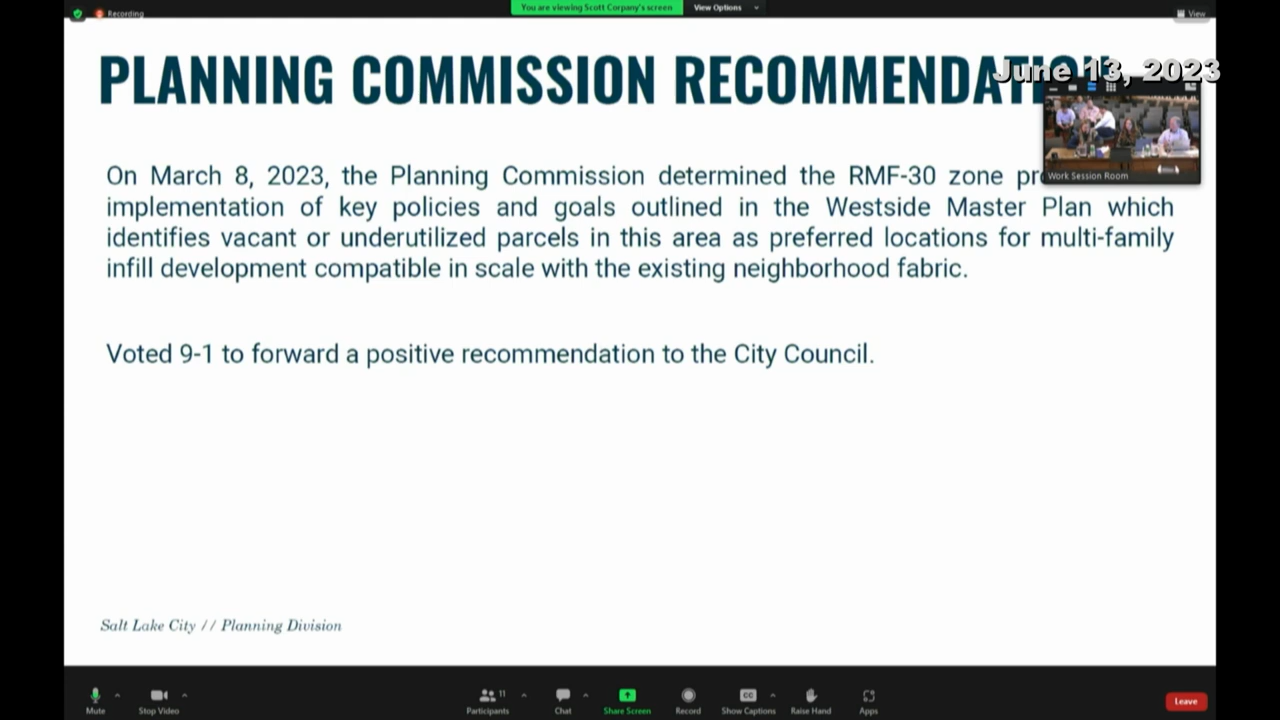 Recording
You are viewing Scott Corpany's screen
View Options
View
PLANNING COMMISSION RECOMMENDATION
June 13, 2023
Work Session Room
On March 8, 2023, the Planning Commission determined the RMF-30 zone
implementation of key policies and goals outlined in the Westside Master Plan which
identifies vacant or underutilized parcels in this area as preferred locations for multi-family
infill development compatible in scale with the existing neighborhood fabric.
Voted 9-1 to forward a positive recommendation to the City Council.
Salt Lake City // Planning Division
Mute
Stop Video
Participants
11
Chat
Share Screen
Record
CC
Show Captions
Raise Hand
Apps
Leave